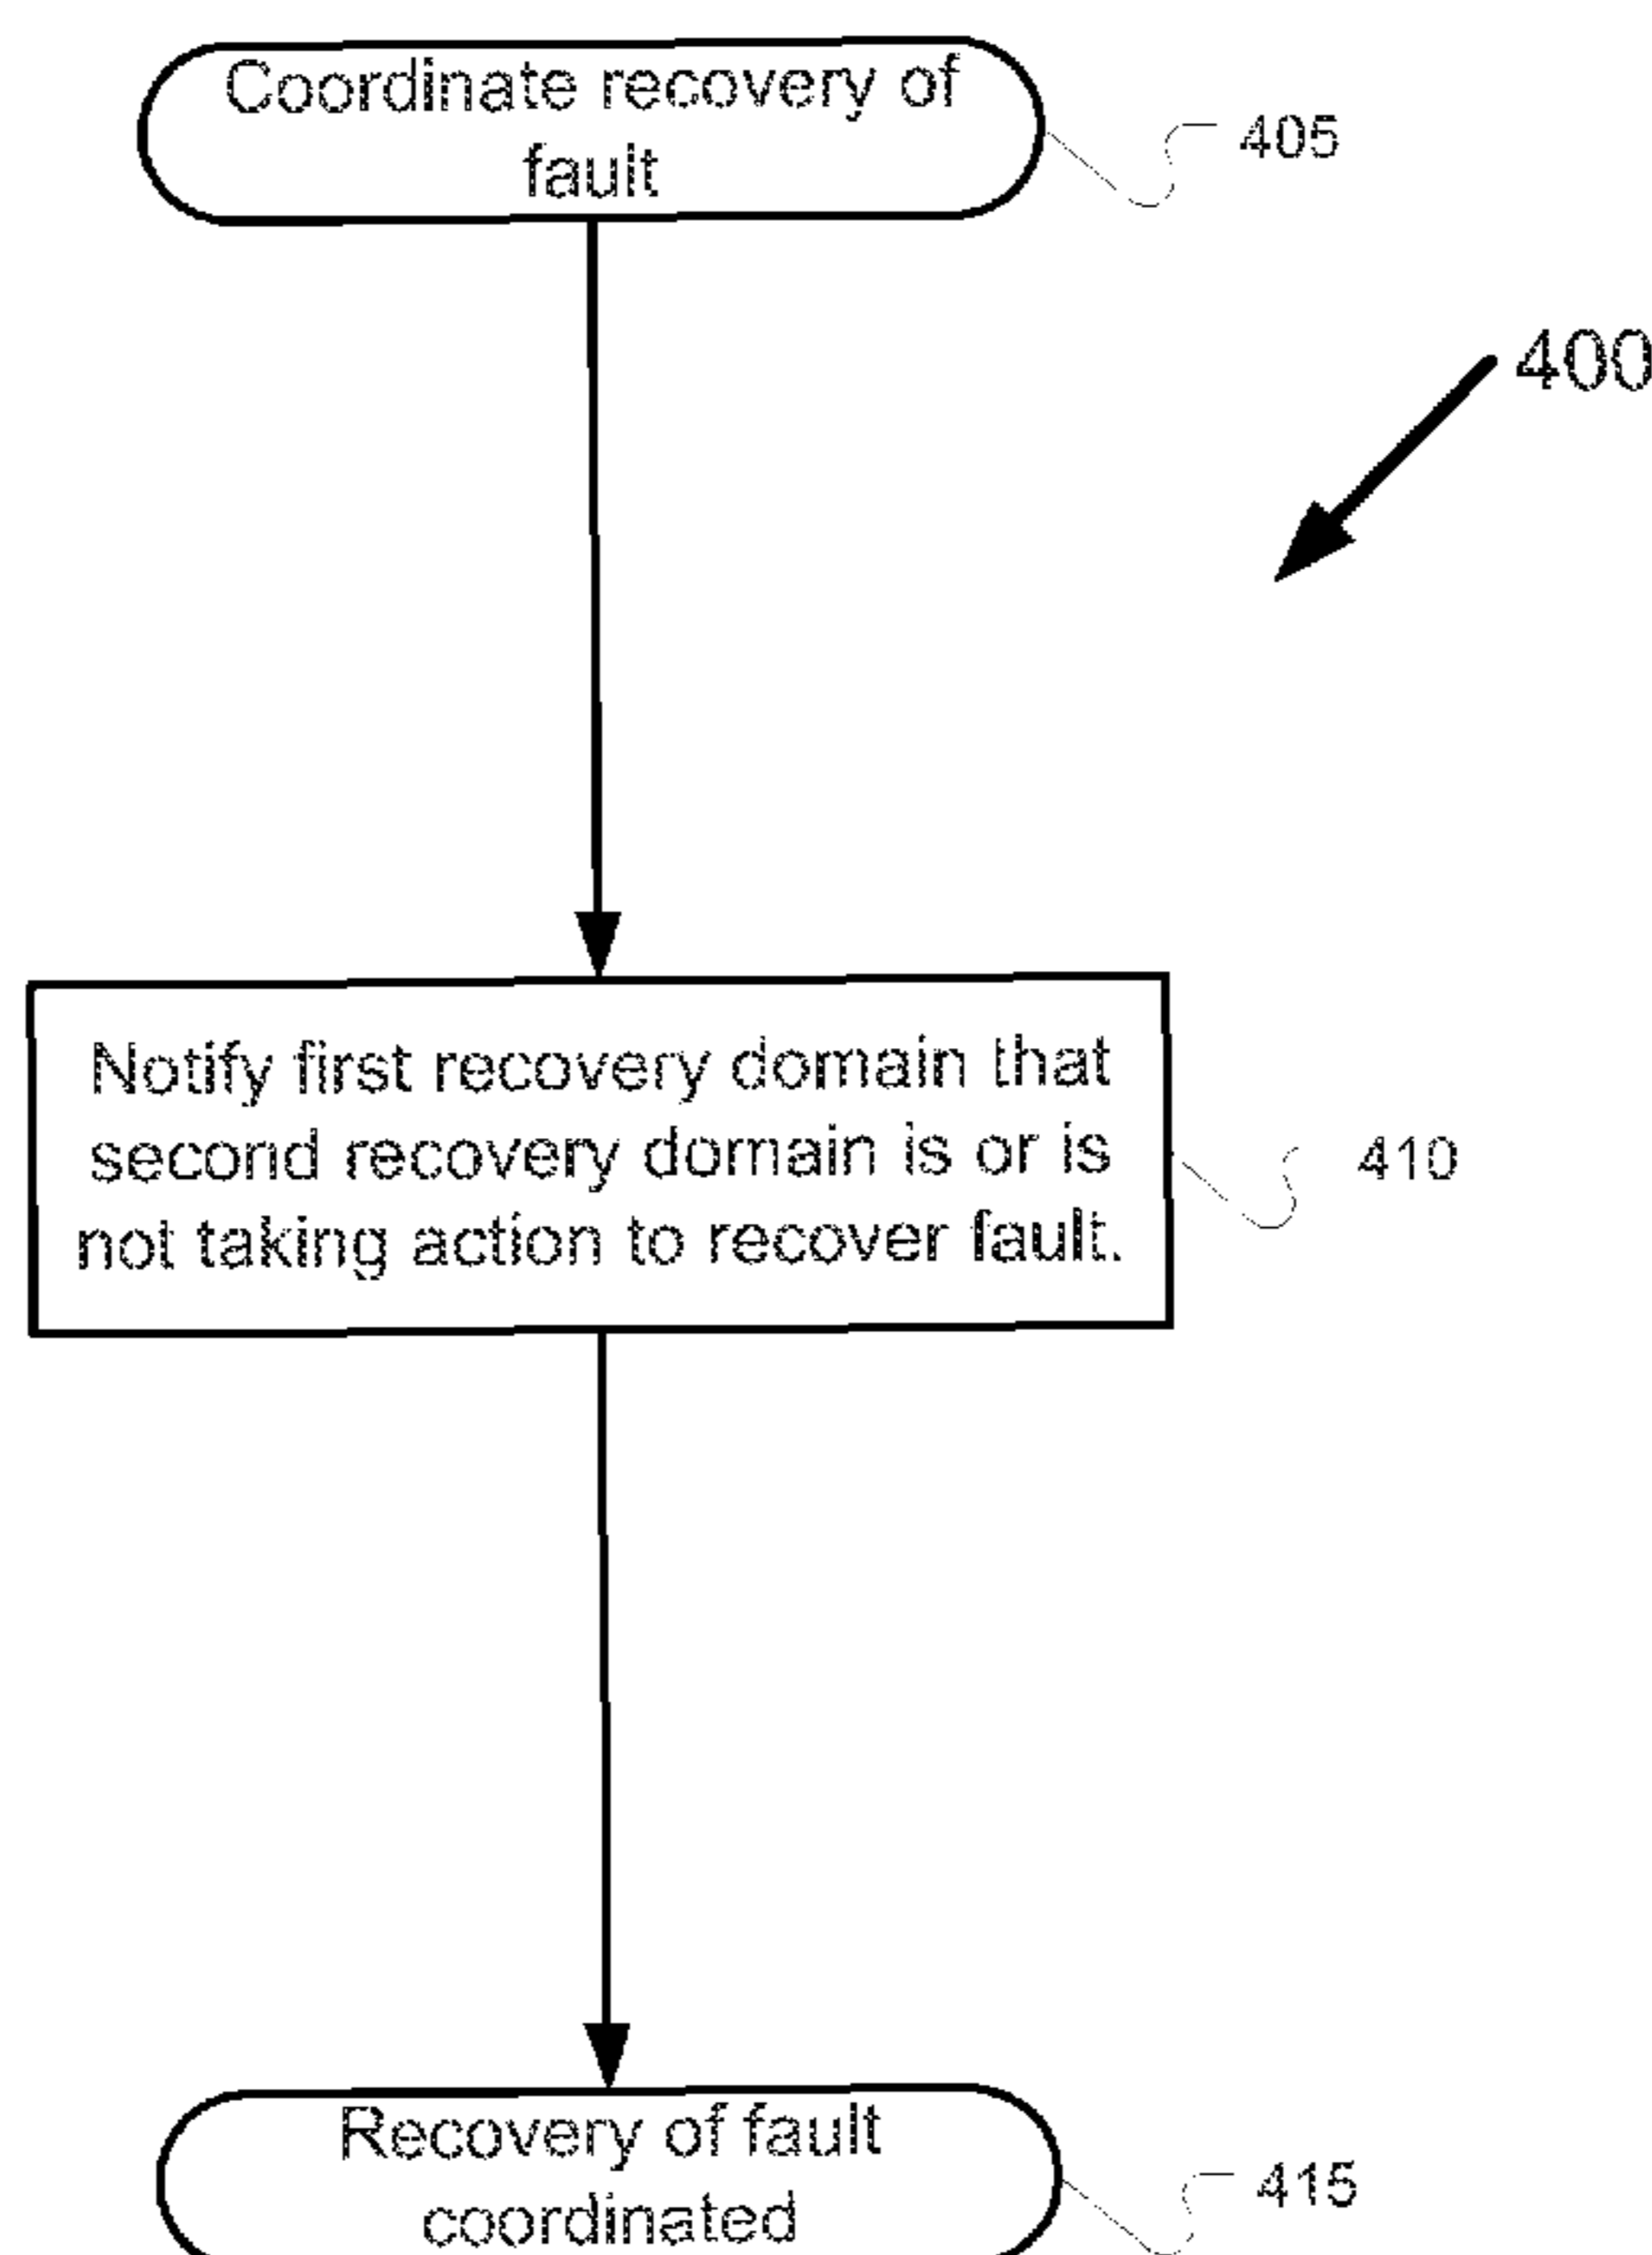 Coordinate recovery of
fault
405
400
Notify first recovery domain that
second recovery domain is or is
not taking action to recover fault.
410
Recovery of fault
coordinated
415